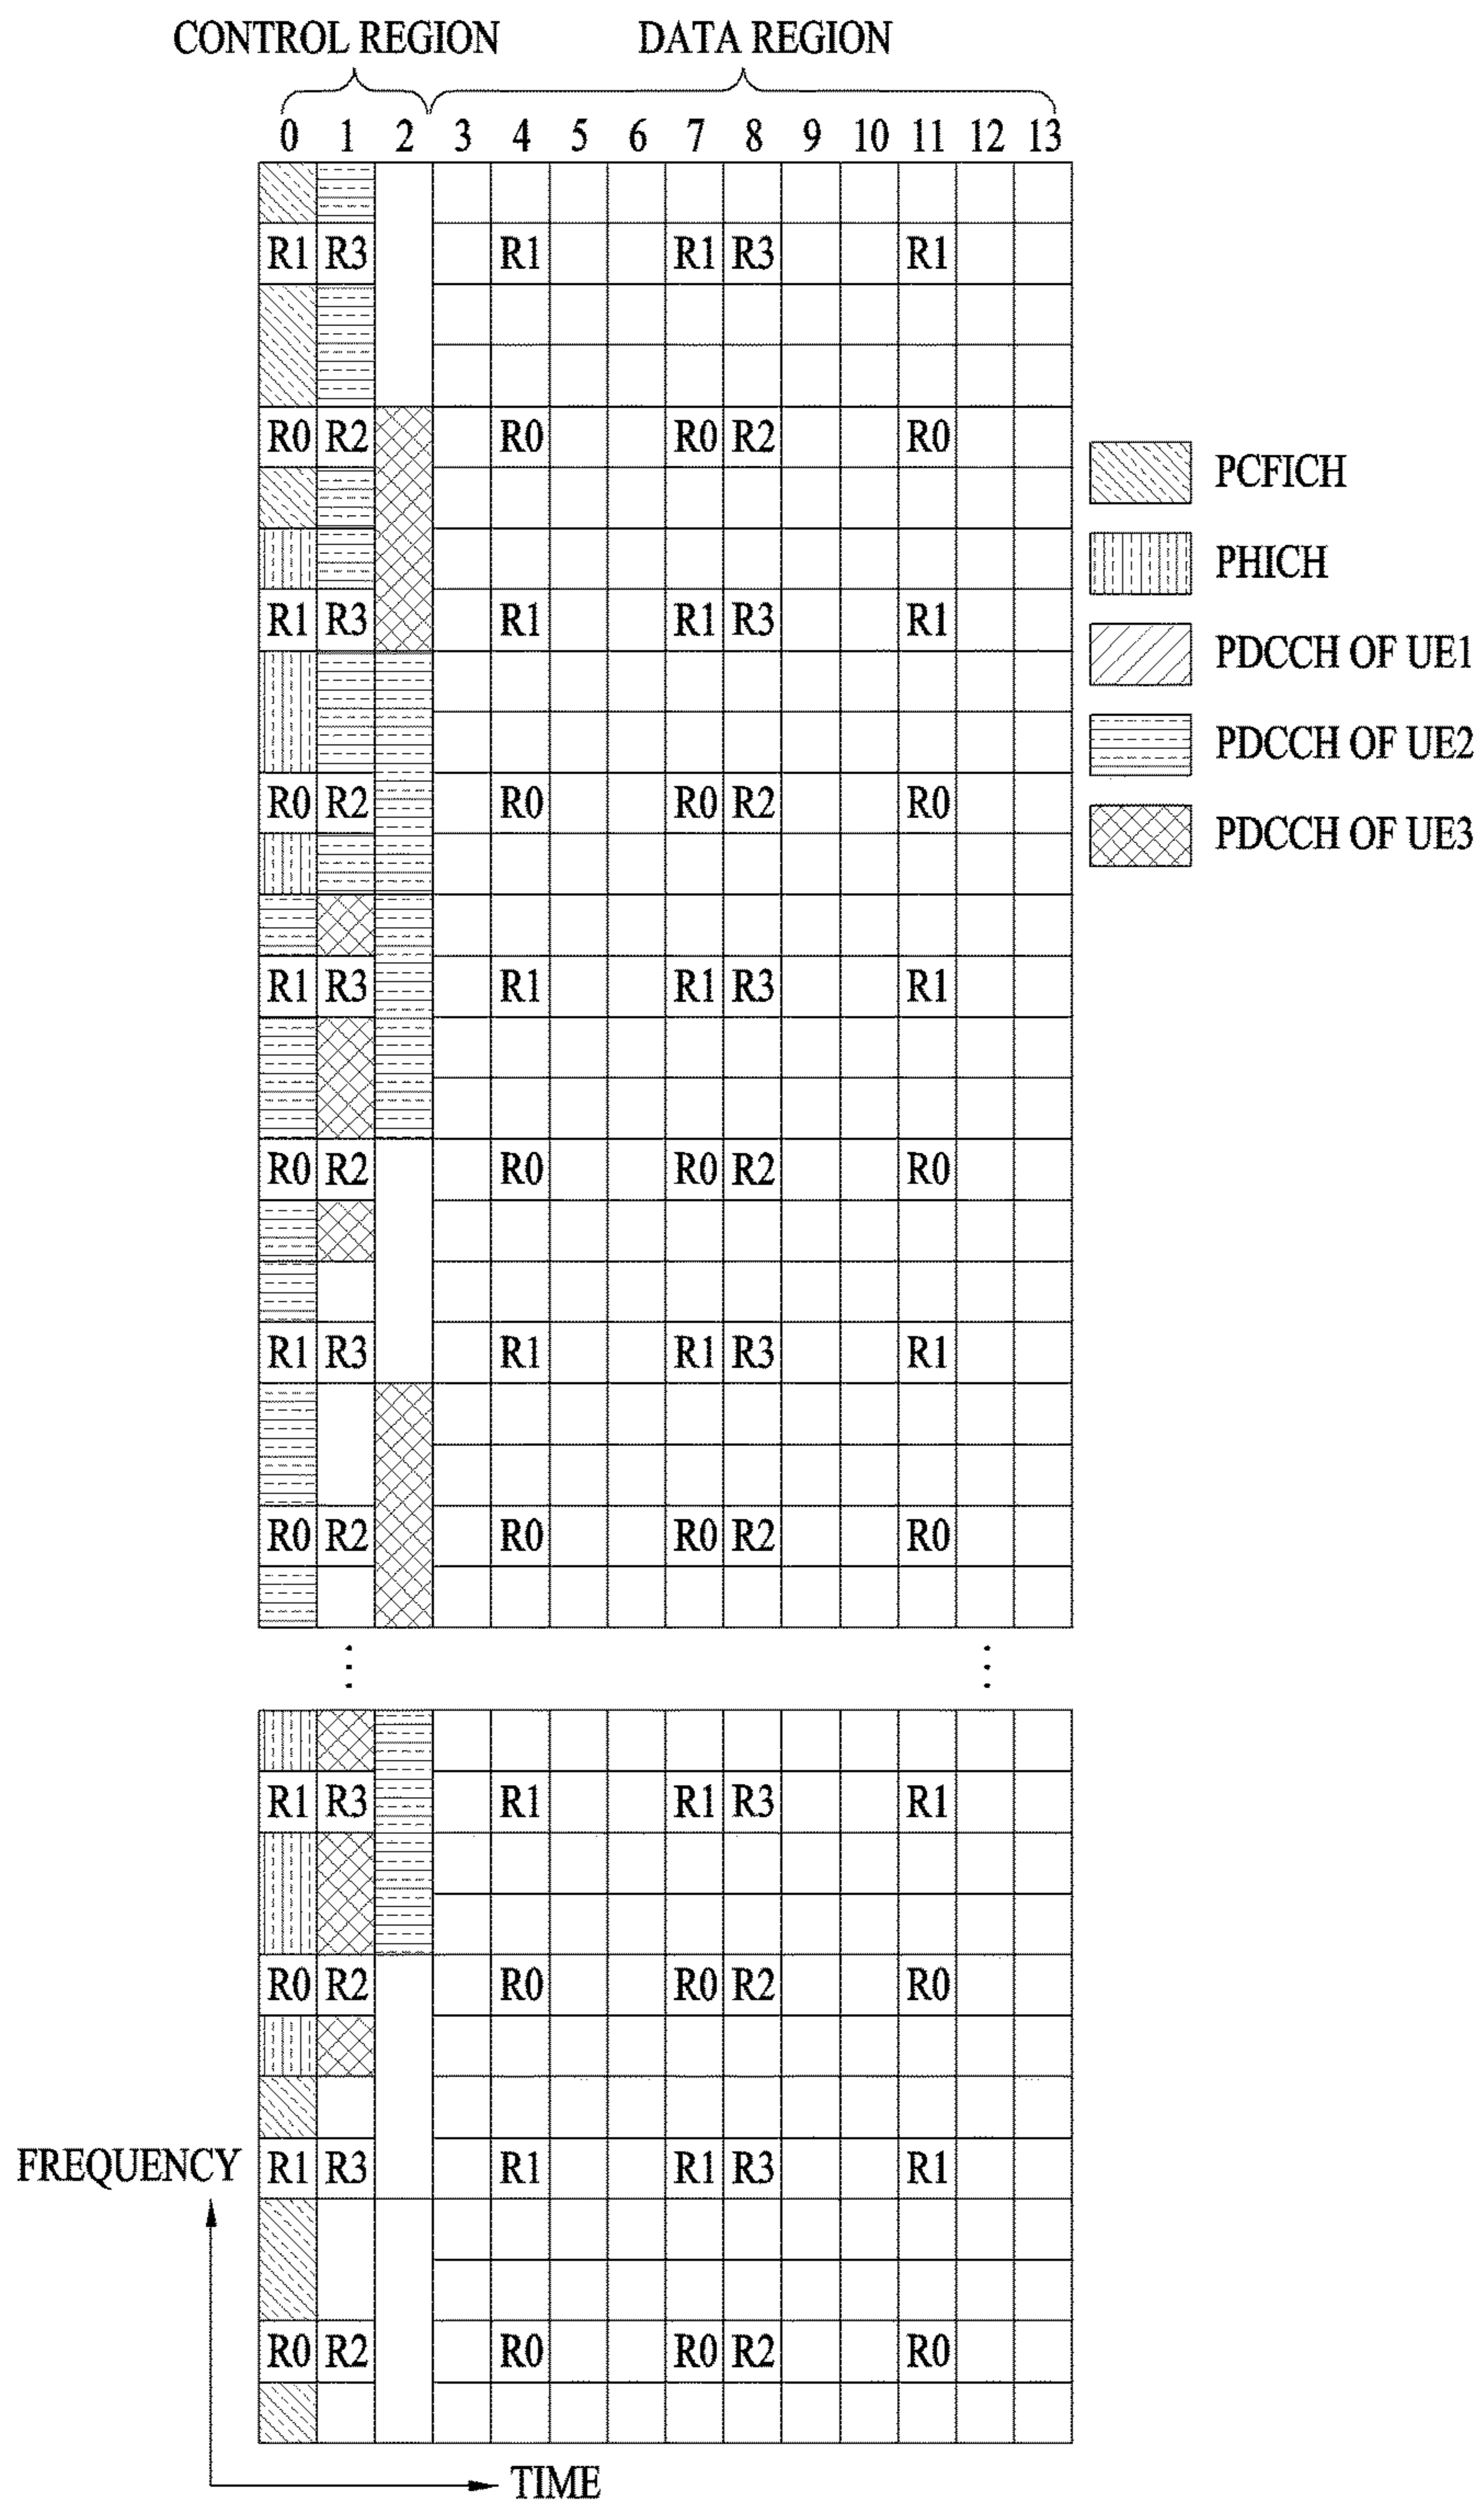 CONTROL REGION DATA REGION
0 1 2 3 4 5 6 7 8 9 10 11 12 13
R1 R3 R1 R1 R3 R1
R0 R2 R0 R0 R2 R0
PCFICH
PHICH
R1 R3 R1 R1 R3 R1
PDCCH OF UE1
PDCCH OF UE2
R0 R2 R0 R0 R2 R0
PDCCH OF UE3
R1 R3 R1 R1 R3 R1
R0 R2 R0 R0 R2 R0
R1 R3 R1 R1 R3 R1
R0 R2 R0 R0 R2 R0
R1 R3 R1 R1 R3 R1
R0 R2 R0 R0 R2 R0
FREQUENCY R1 R3 R1 R1 R3 R1
R0 R2 R0 R0 R2 R0
TIME